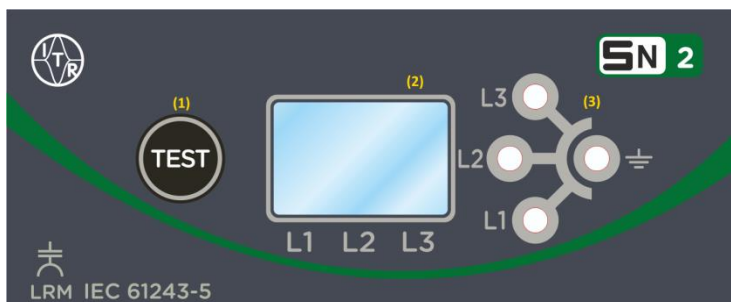 ITR
SN 2
(1)
(2)
(3)
TEST
L3
L2
L1
L1 L2 L3
LRM IEC 61243-5